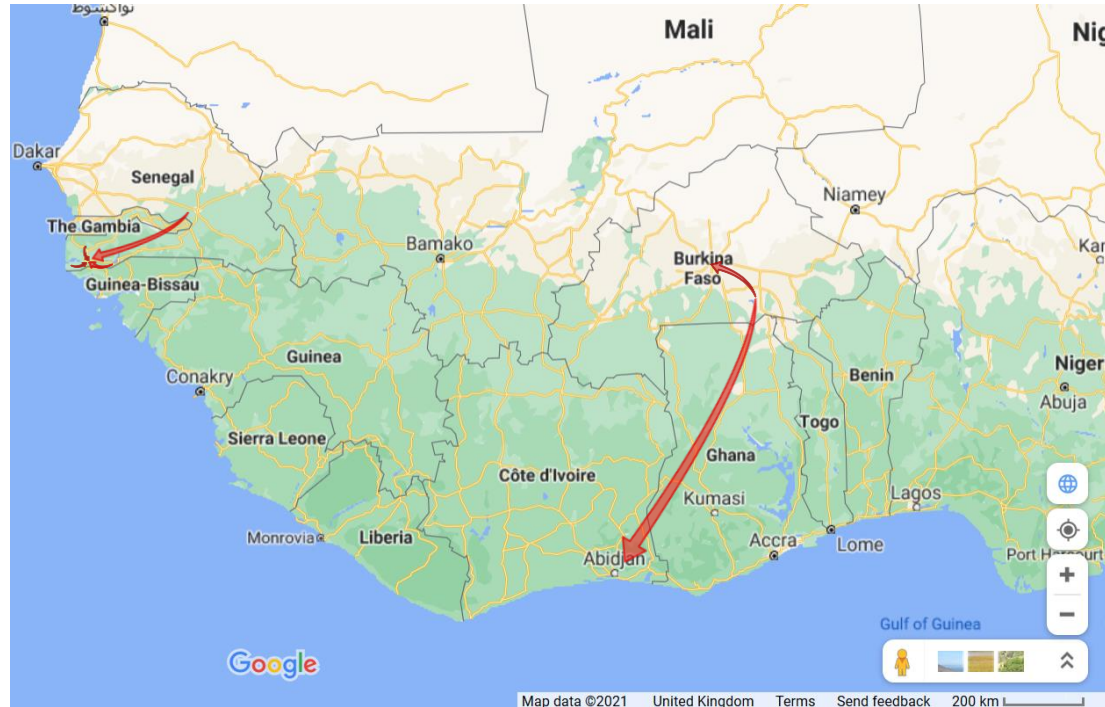 نواكشوط
Mali
Nig
Dakar
Senegal
Niamey
The Gambia
Bamako
Burkina
Faso
Kan
Guinea-Bissau
Guinea
Benin
Niger
Conakry
Abuja
Togo
Sierra Leone
Ghana
Côte d'Ivoire
Kumasi
Lagos
Monrovia
Liberia
Accra
Lome
Abidjan
Port Harcourt
Gulf of Guinea
Google
Map data ©2021 United Kingdom Terms Send feedback 200 km